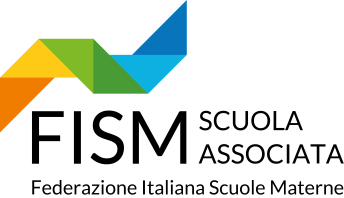 FISM SCUOLA
ASSOCIATA
Federazione Italiana Scuole Materne